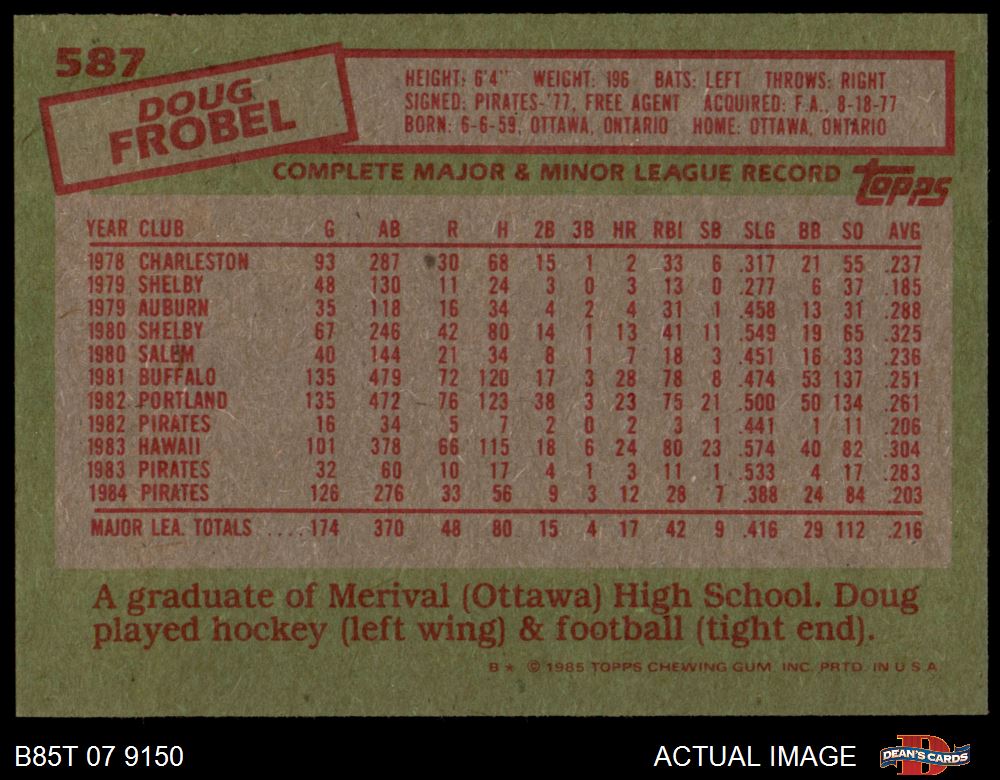 587
DOUG
FROBEL
HEIGHT: 6'4" WEIGHT: 196 BATS: LEFT THROWS: RIGHT
SIGNED: PIRATES-'77, FREE AGENT ACQUIRED: F.A., 8-18-77
BORN: 6-6-59, OTTAWA, ONTARIO HOME: OTTAWA, ONTARIO
COMPLETE MAJOR & MINOR LEAGUE RECORD topps
YEAR CLUB G AB R H 2B 3B HR RBI SB SLG BB SO AVG
1978 CHARLESTON 93 287 30 68 15 1 2 33 6 .317 21 55 .237
1979 SHELBY 48 130 11 24 3 0 3 13 0 .277 6 37 .185
1979 AUBURN 35 118 16 34 4 2 4 31 1 .458 13 31 .288
1980 SHELBY 67 246 42 80 14 1 13 41 11 .549 19 65 .325
1980 SALEM 40 144 21 34 8 1 7 18 3 .451 16 33 .236
1981 BUFFALO 135 479 72 120 17 3 28 78 8 .474 53 137 .251
1982 PORTLAND 135 472 76 123 38 3 23 75 21 .500 50 134 .261
1982 PIRATES 16 34 5 7 2 0 2 3 1 .441 1 11 .206
1983 HAWAII 101 378 66 115 18 6 24 80 23 .574 40 82 .304
1983 PIRATES 32 60 10 17 4 1 3 11 1 .533 4 17 .283
1984 PIRATES 126 276 33 56 9 3 12 28 7 .388 24 84 .203
MAJOR LEA. TOTALS ....174 370 48 80 15 4 17 42 9 .416 29 112 .216
A graduate of Merival (Ottawa) High School. Doug
played hockey (left wing) & football (tight end).
B* © 1985 TOPPS CHEWING GUM, INC. PRTD. IN U S A
B85T 07 9150 ACTUAL IMAGE DEAN'S CARDS